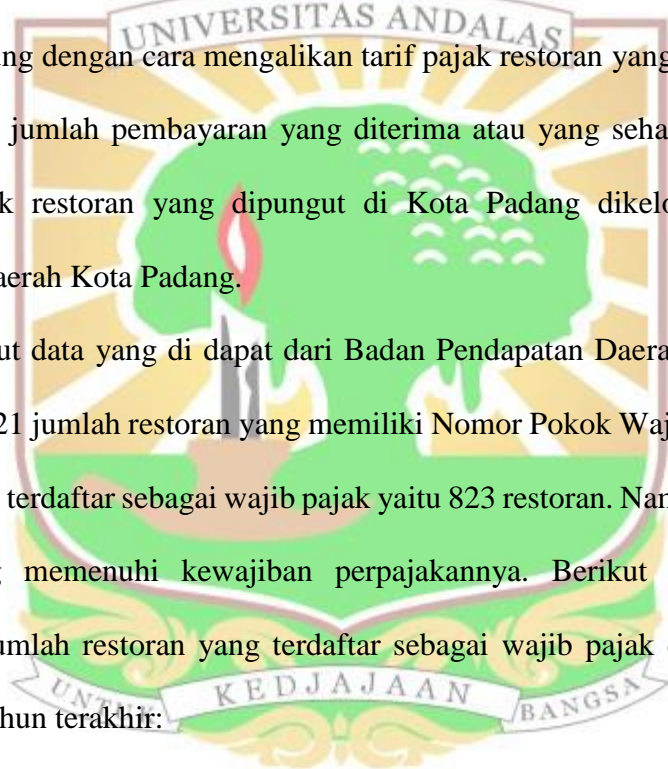 UNIVERSITAS ANDALAS
ung dengan cara mengalikan tarif pajak restoran yang
jumlah pembayaran yang diterima atau yang seha
k restoran yang dipungut di Kota Padang dikelo
aerah Kota Padang.
ut data yang di dapat dari Badan Pendapatan Daera
21 jumlah restoran yang memiliki Nomor Pokok Waj
terdaftar sebagai wajib pajak yaitu 823 restoran. Nam
g memenuhi kewajiban perpajakannya. Berikut
umlah restoran yang terdaftar sebagai wajib pajak
hun terakhir:
UNTUK KEDJAJAAN BANGSA